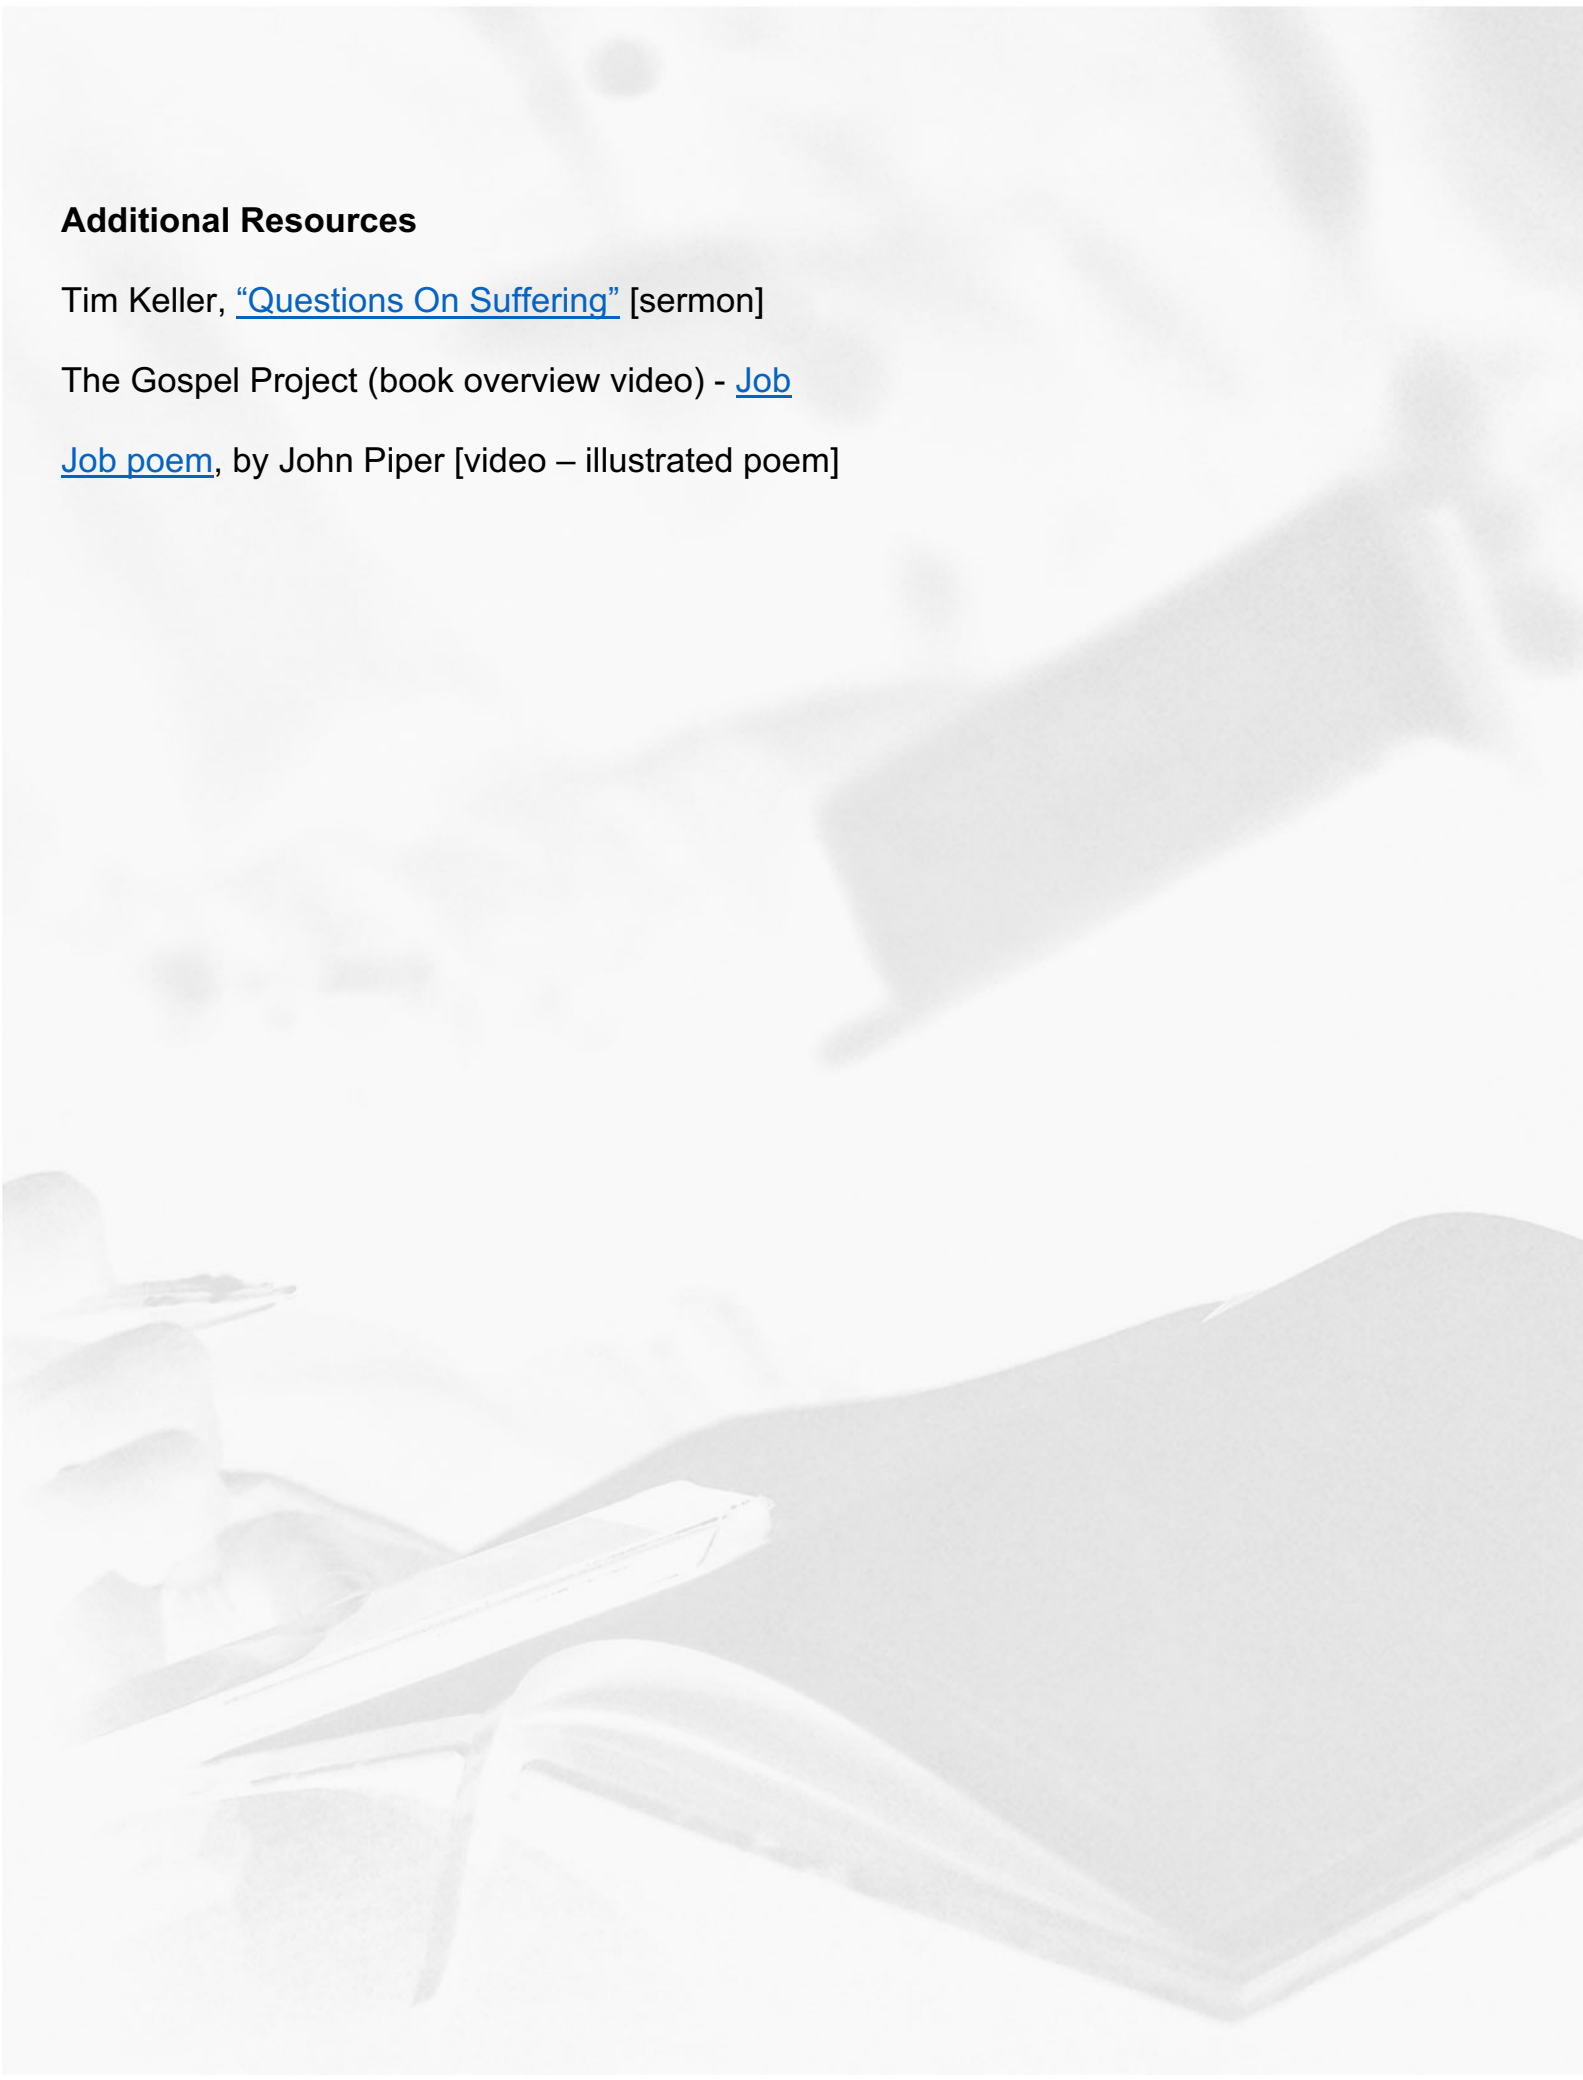 Additional Resources
Tim Keller, “Questions On Suffering” [sermon]
The Gospel Project (book overview video) - Job
Job poem, by John Piper [video – illustrated poem]